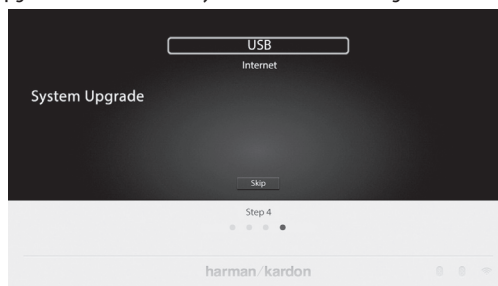 USB
Internet
System Upgrade
Skip
Step 4
harman/kardon